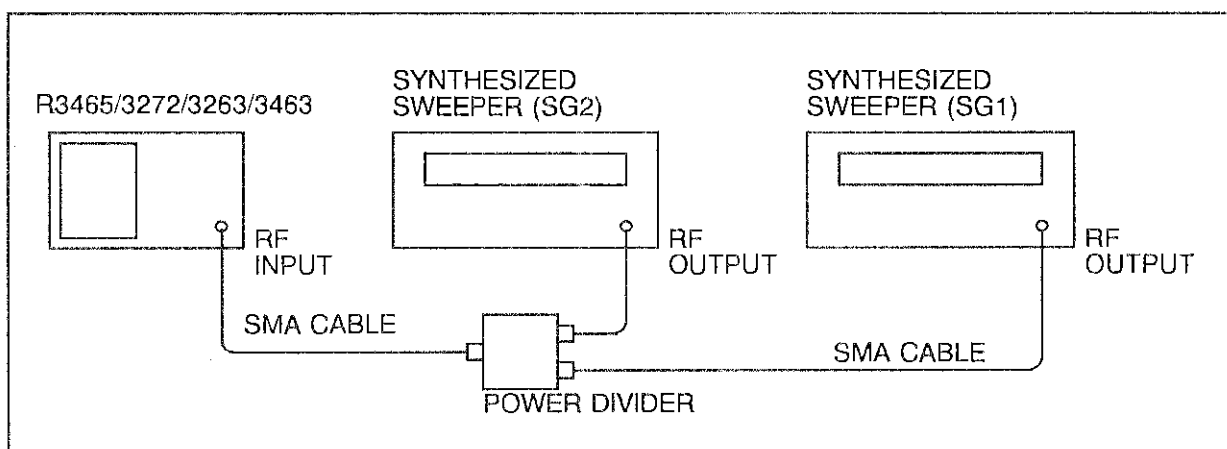 R3465/3272/3263/3463
SYNTHESIZED
SWEEPER (SG2)
SYNTHESIZED
SWEEPER (SG1)
RF
INPUT
RF
OUTPUT
RF
OUTPUT
SMA CABLE
SMA CABLE
POWER DIVIDER